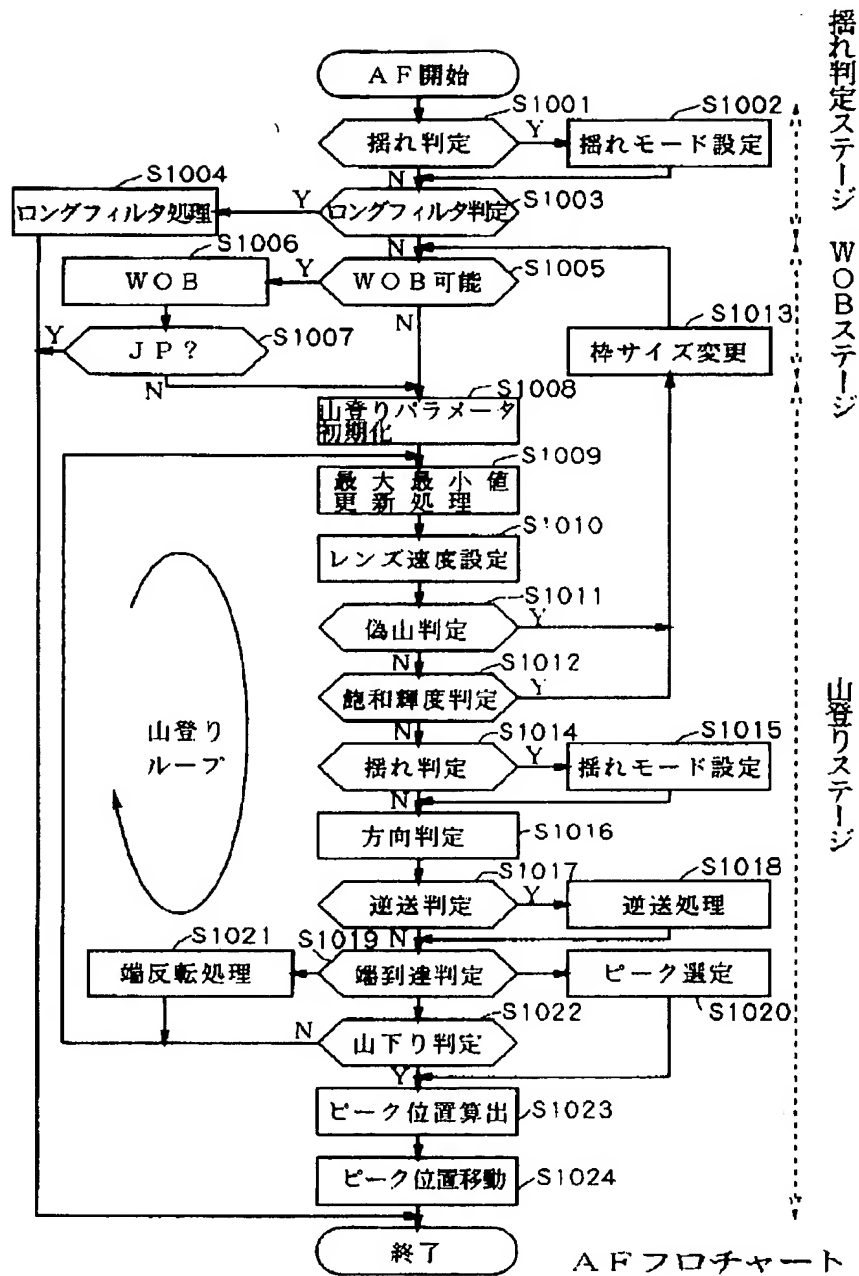 AF開始
S1001
揺れ判定
Y
S1002
揺れモード設定
N
S1003
ロングフィルタ判定
Y
S1004
ロングフィルタ処理
N
S1005
WOB可能
Y
S1006
WOB
N
S1007
JP?
Y
N
S1013
枠サイズ変更
S1008
山登りパラメータ
初期化
S1009
最大最小値
更新処理
S1010
レンズ速度設定
S1011
偽山判定
Y
N
S1012
飽和輝度判定
Y
N
S1014
揺れ判定
Y
S1015
揺れモード設定
N
S1016
方向判定
S1017
逆送判定
Y
S1018
逆送処理
N
S1019
端到達判定
S1021
端反転処理
ピーク選定
S1020
S1022
山下り判定
N
Y
S1023
ピーク位置算出
S1024
ピーク位置移動
終了
山登り
ループ
揺れ判定ステージ
WOBステージ
山登りステージ
AFフロチャート